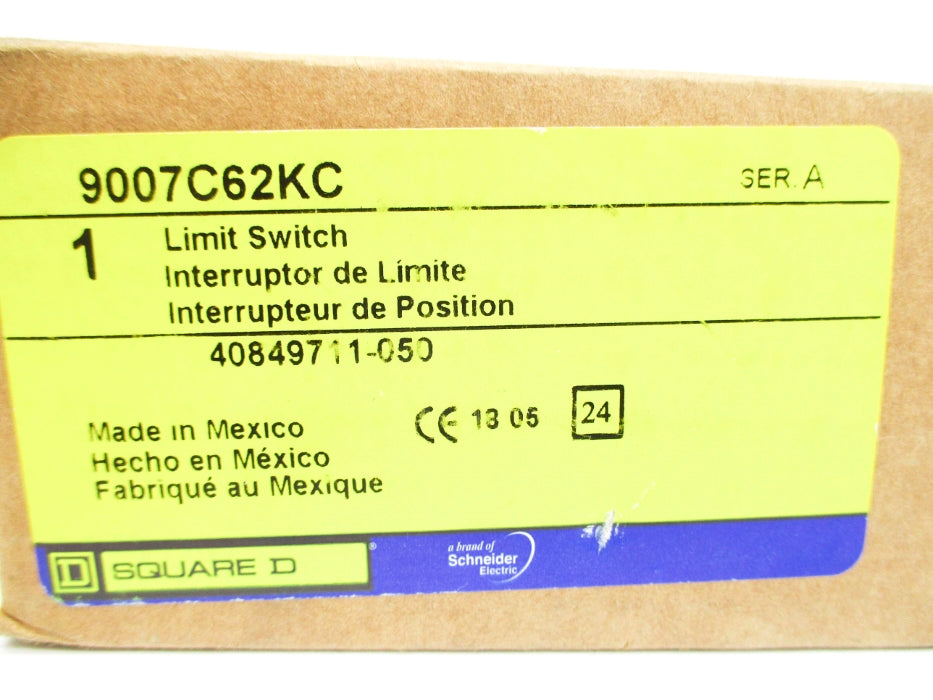 9007C62KC SER. A
1 Limit Switch
Interruptor de Límite
Interrupteur de Position
40849711-050
Made in Mexico
Hecho en México
Fabriqué au Mexique
CE 13 05 24
D SQUARE D ®
a brand of
Schneider
Electric